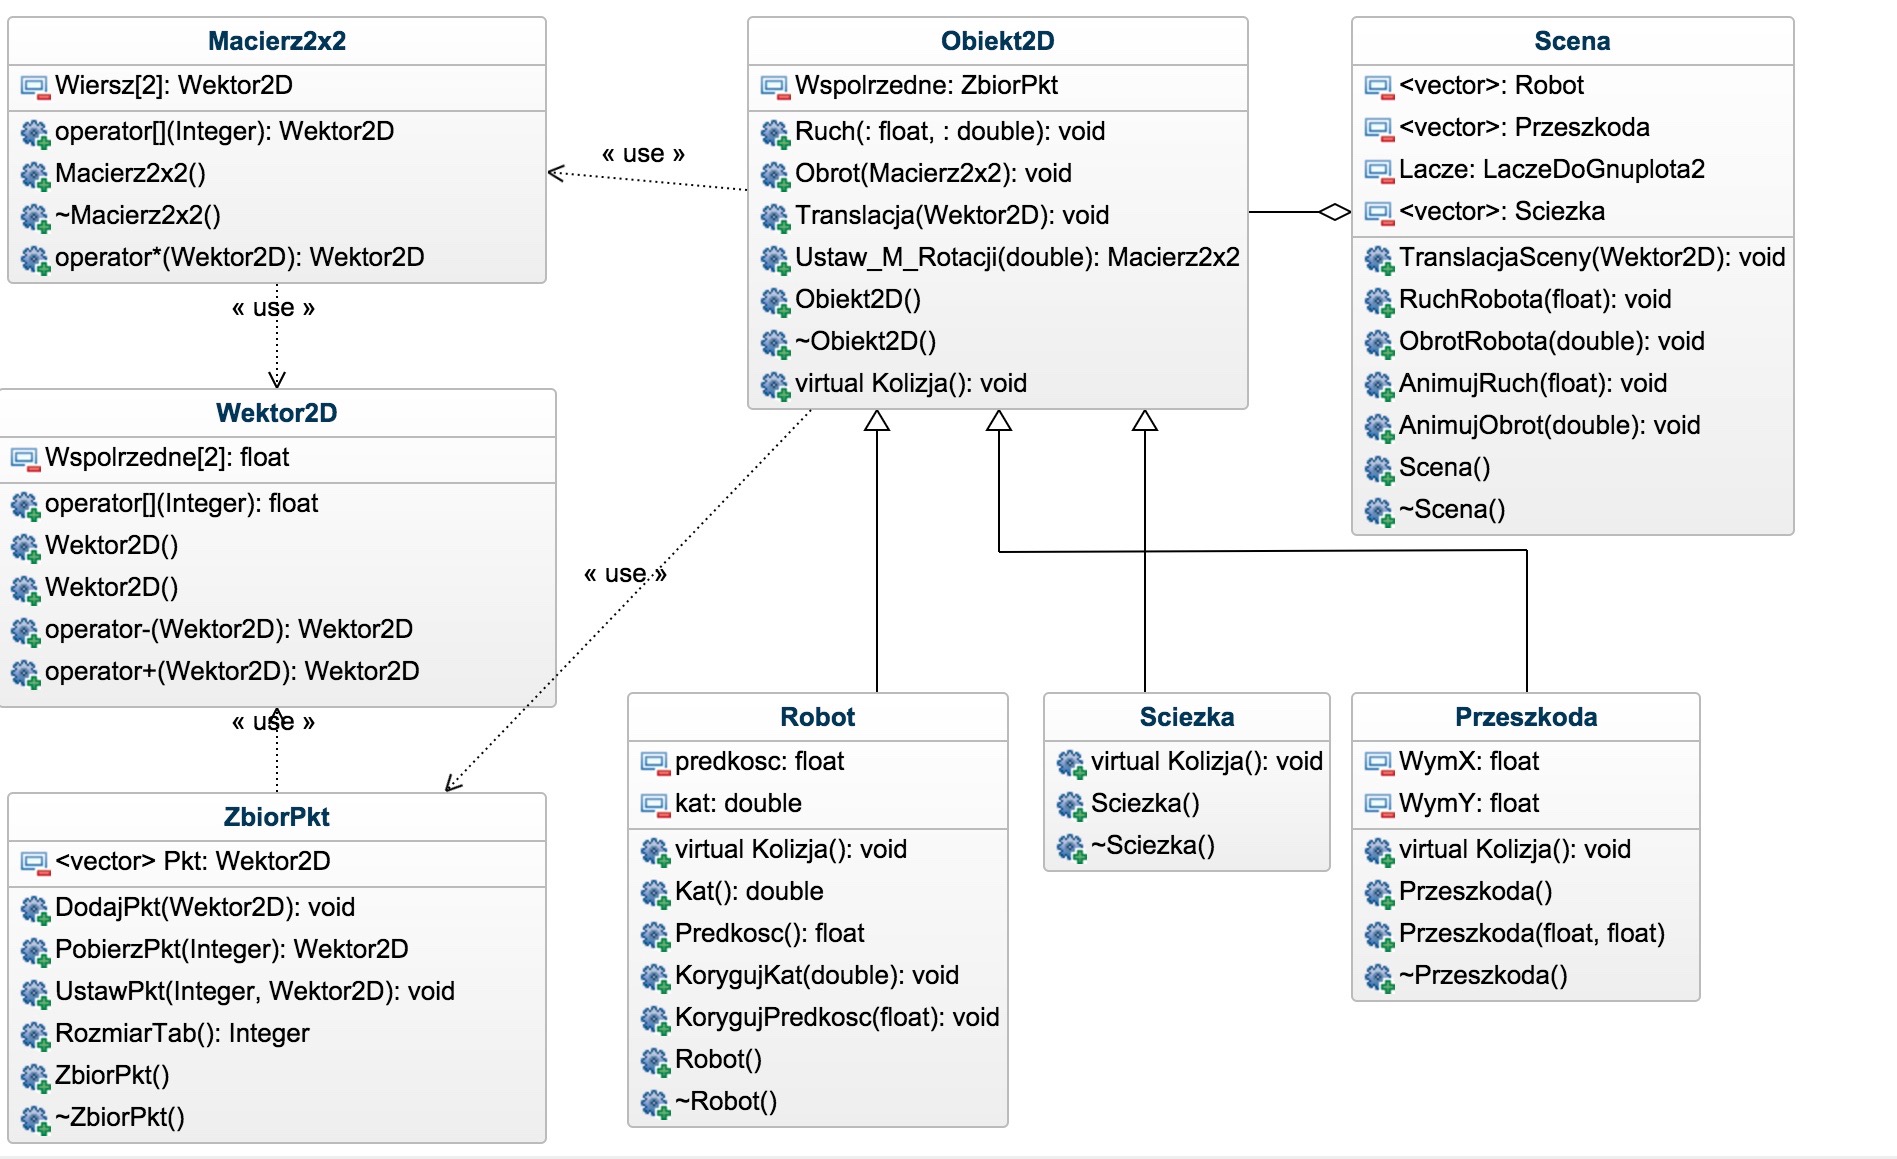 Macierz2x2
Wiersz[2]: Wektor2D
operator[](Integer): Wektor2D
Macierz2x2()
~Macierz2x2()
operator*(Wektor2D): Wektor2D
« use »
Wektor2D
Wspolrzedne[2]: float
operator[](Integer): float
Wektor2D()
Wektor2D()
operator-(Wektor2D): Wektor2D
operator+(Wektor2D): Wektor2D
« use »
ZbiorPkt
<vector> Pkt: Wektor2D
DodajPkt(Wektor2D): void
PobierzPkt(Integer): Wektor2D
UstawPkt(Integer, Wektor2D): void
RozmiarTab(): Integer
ZbiorPkt()
~ZbiorPkt()
« use »
« use »
Obiekt2D
Wspolrzedne: ZbiorPkt
Ruch(: float, : double): void
Obrot(Macierz2x2): void
Translacja(Wektor2D): void
Ustaw_M_Rotacji(double): Macierz2x2
Obiekt2D()
~Obiekt2D()
virtual Kolizja(): void
Scena
<vector>: Robot
<vector>: Przeszkoda
Lacze: LaczeDoGnuplota2
<vector>: Sciezka
TranslacjaSceny(Wektor2D): void
RuchRobota(float): void
ObrotRobota(double): void
AnimujRuch(float): void
AnimujObrot(double): void
Scena()
~Scena()
Robot
predkosc: float
kat: double
virtual Kolizja(): void
Kat(): double
Predkosc(): float
KorygujKat(double): void
KorygujPredkosc(float): void
Robot()
~Robot()
Sciezka
virtual Kolizja(): void
Sciezka()
~Sciezka()
Przeszkoda
WymX: float
WymY: float
virtual Kolizja(): void
Przeszkoda()
Przeszkoda(float, float)
~Przeszkoda()